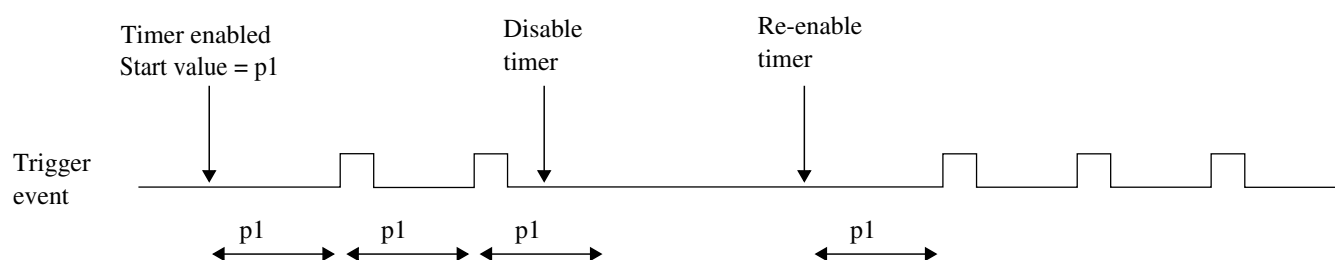 Timer enabled
Start value = p1
Disable
timer
Re-enable
timer
Trigger
event
p1
p1
p1
p1